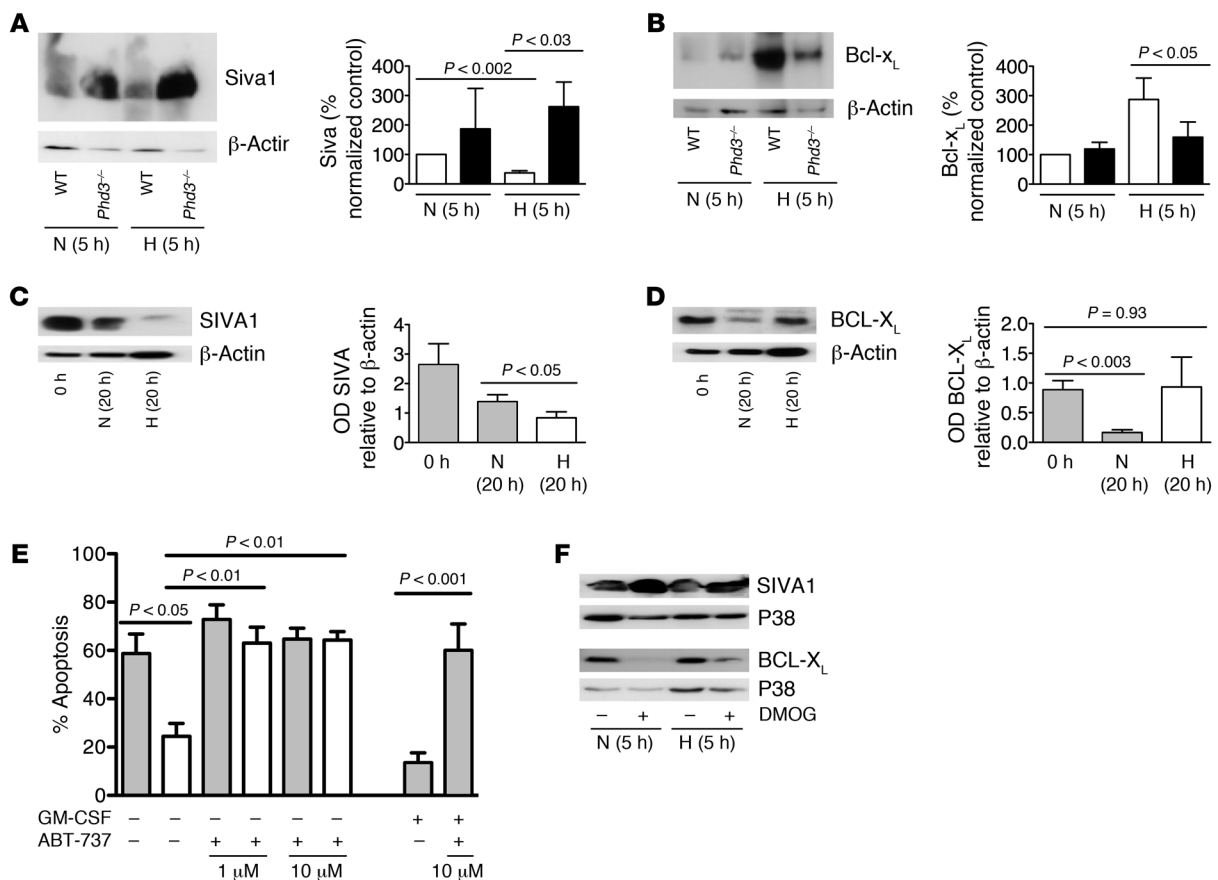 A
Siva1
β-Actir
WT
Phd3⁻/⁻
WT
Phd3⁻/⁻
N (5 h)
H (5 h)
Siva (%
normalized control)
400
300
200
100
0
P < 0.002
P < 0.03
N (5 h)
H (5 h)
B
Bcl-xL
β-Actin
WT
Phd3⁻/⁻
WT
Phd3⁻/⁻
N (5 h)
H (5 h)
Bcl-xL (%
normalized control)
400
300
200
100
0
P < 0.05
N (5 h)
H (5 h)
C
SIVA1
β-Actin
0 h
N (20 h)
H (20 h)
OD SIVA
relative to β-actin
4
3
2
1
0
P < 0.05
0 h
N
(20 h)
H
(20 h)
D
BCL-XL
β-Actin
0 h
N (20 h)
H (20 h)
OD BCL-XL
relative to β-actin
2.0
1.5
1.0
0.5
0.0
P = 0.93
P < 0.003
0 h
N
(20 h)
H
(20 h)
E
% Apoptosis
100
80
60
40
20
0
P < 0.05
P < 0.01
P < 0.01
P < 0.001
GM-CSF – – – – – – + +
ABT-737 – – + + + + – +
1 μM 10 μM 10 μM
F
SIVA1
P38
BCL-XL
P38
– + – + DMOG
N (5 h) H (5 h)